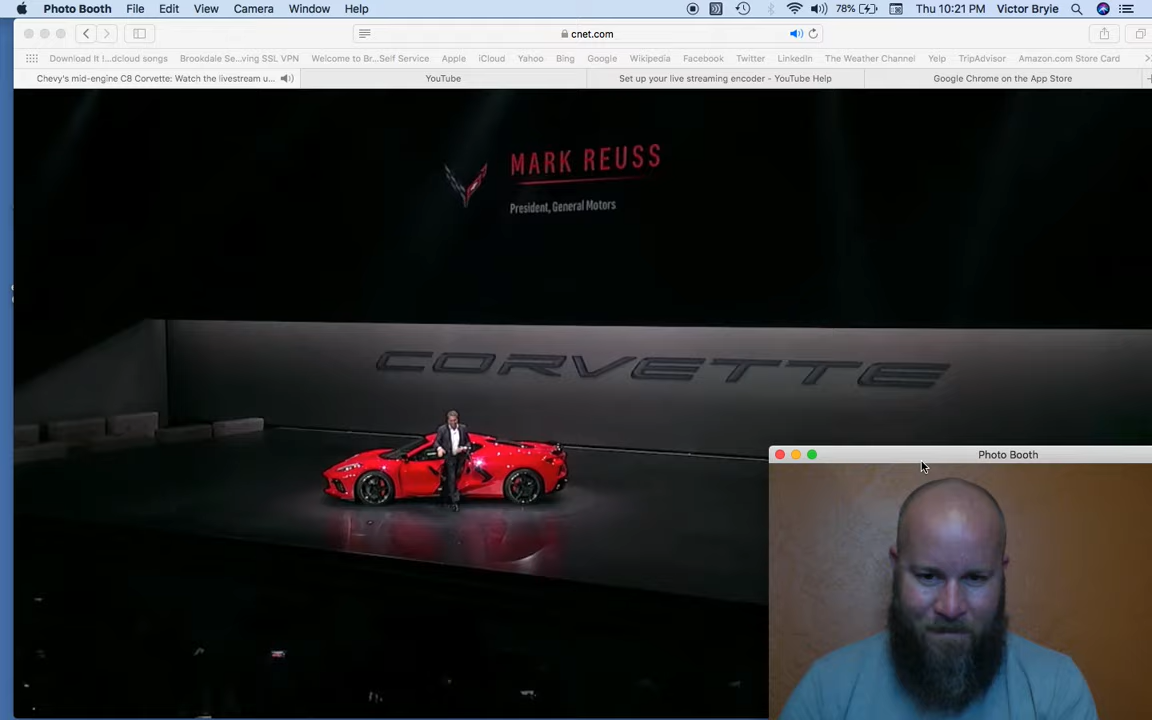 Photo Booth File Edit View Camera Window Help 78% Thu 10:21 PM Victor Bryie
cnet.com
Download It !...dcloud songs Brookdale Se...ving SSL VPN Welcome to Br...Self Service Apple iCloud Yahoo Bing Google Wikipedia Facebook Twitter LinkedIn The Weather Channel Yelp TripAdvisor Amazon.com Store Card
Chevy's mid-engine C8 Corvette: Watch the livestream u... YouTube Set up your live streaming encoder - YouTube Help Google Chrome on the App Store
MARK REUSS
President, General Motors
CORVETTE
Photo Booth